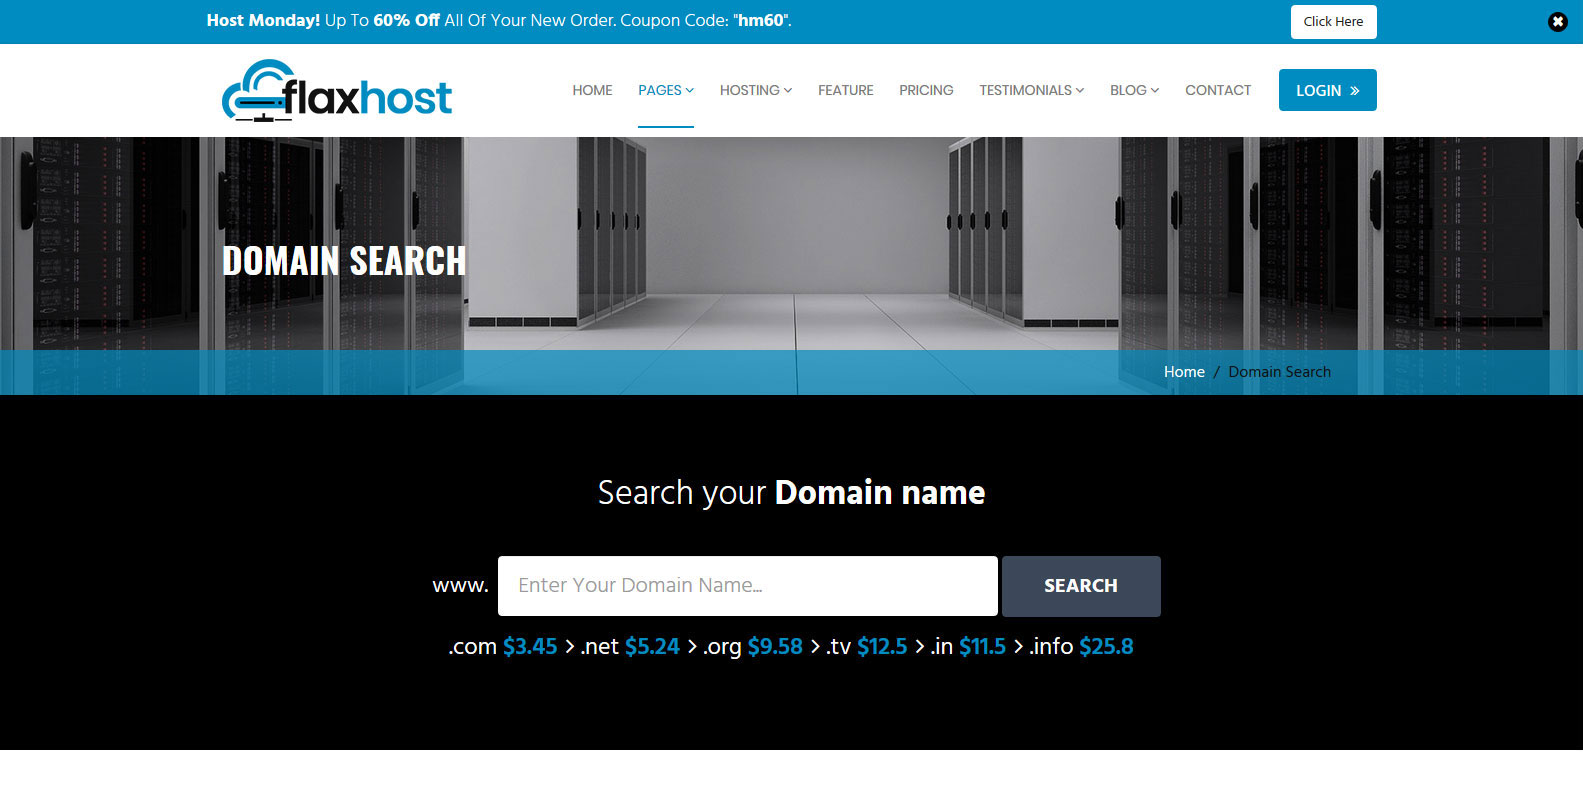 Host Monday! Up To 60% Off All Of Your New Order. Coupon Code: "hm60".
Click Here
flaxhost
HOME PAGES HOSTING FEATURE PRICING TESTIMONIALS BLOG CONTACT LOGIN »
DOMAIN SEARCH
Home / Domain Search
Search your Domain name
www. Enter Your Domain Name... SEARCH
.com $3.45 > .net $5.24 > .org $9.58 > .tv $12.5 > .in $11.5 > .info $25.8